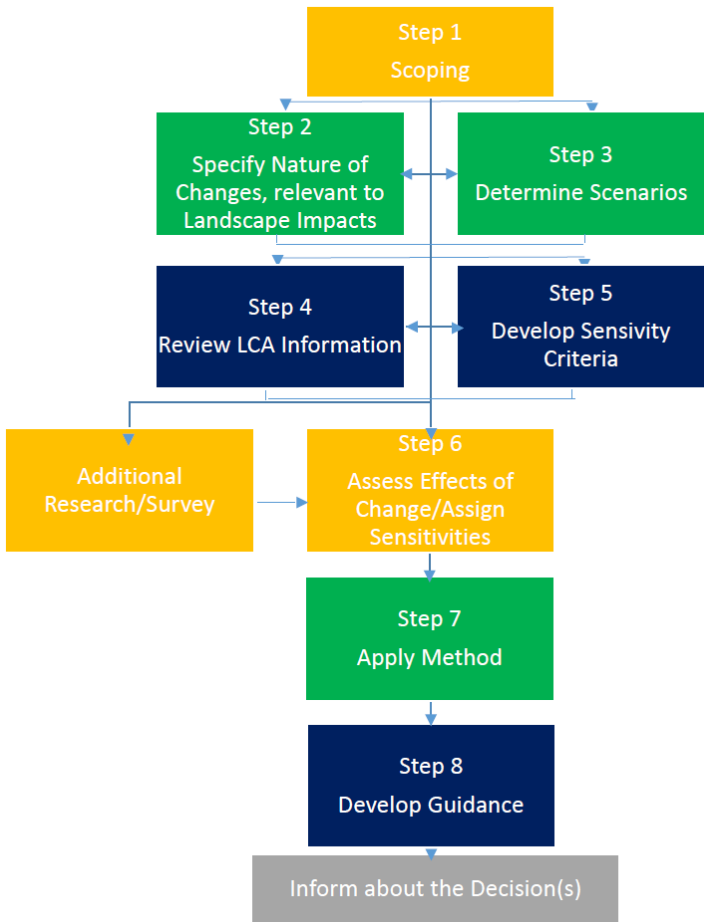 Step 1
Scoping
Step 2
Specify Nature of
Changes, relevant to
Landscape Impacts
Step 3
Determine Scenarios
Step 4
Review LCA Information
Step 5
Develop Sensivity
Criteria
Additional
Research/Survey
Step 6
Assess Effects of
Change/Assign
Sensitivities
Step 7
Apply Method
Step 8
Develop Guidance
Inform about the Decision(s)